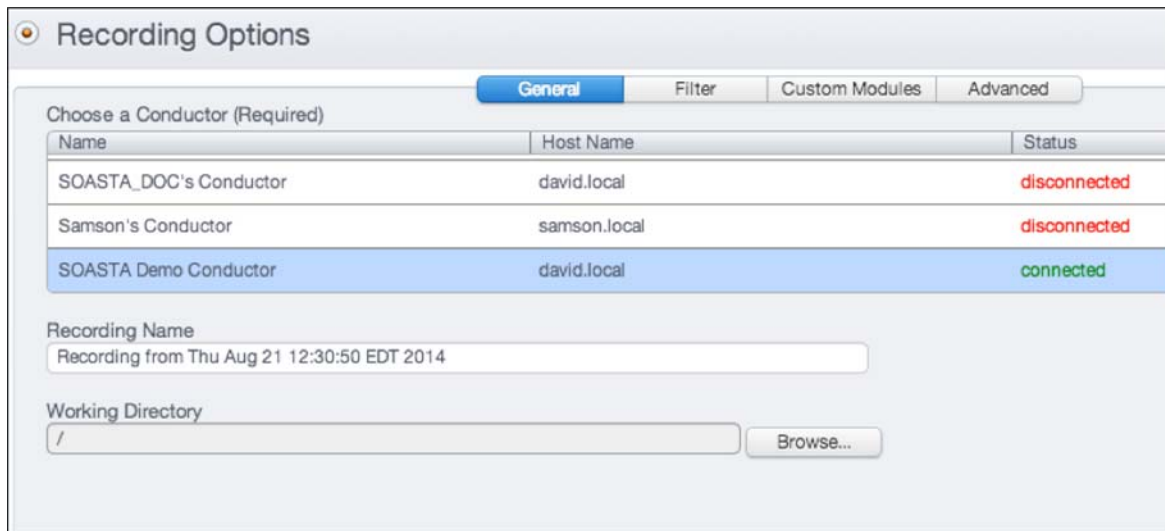 Recording Options
General Filter Custom Modules Advanced
Choose a Conductor (Required)
Name Host Name Status
SOASTA_DOC's Conductor david.local disconnected
Samson's Conductor samson.local disconnected
SOASTA Demo Conductor david.local connected
Recording Name
Recording from Thu Aug 21 12:30:50 EDT 2014
Working Directory
/ Browse...